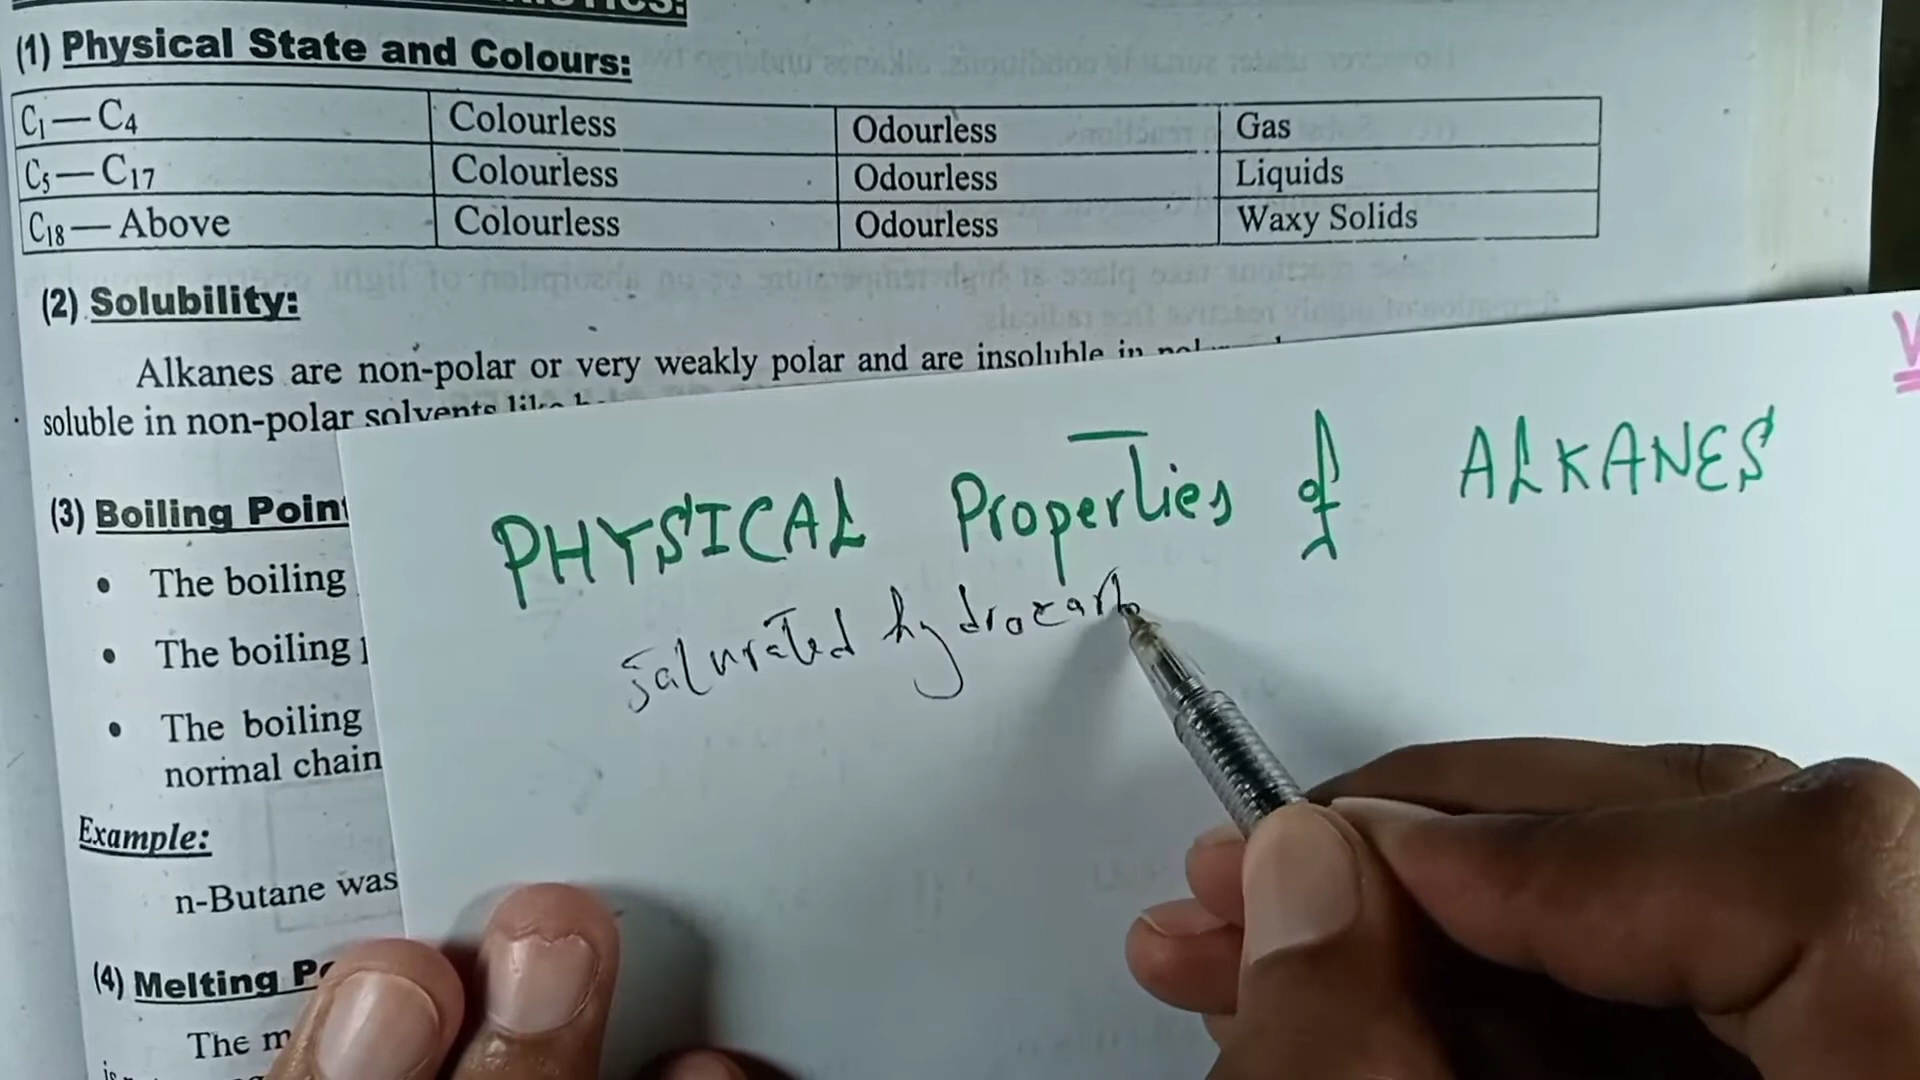 (1) Physical State and Colours:
C1 — C4 Colourless Odourless Gas
C5 — C17 Colourless Odourless Liquids
C18 — Above Colourless Odourless Waxy Solids
(2) Solubility:
Alkanes are non-polar or very weakly polar and are insoluble in
soluble in non-polar solvents like
(3) Boiling Point
• The boiling
• The boiling
• The boiling
normal chain
Example:
n-Butane was
(4) Melting
The
PHYSICAL Properties of ALKANES
saturated hydrocarb